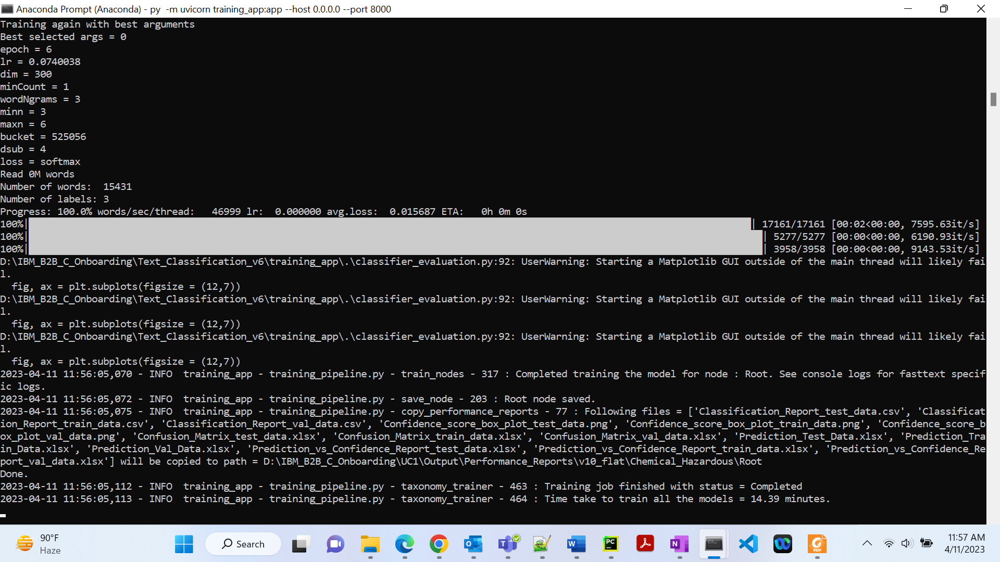 Anaconda Prompt (Anaconda) - py  -m uvicorn training_app:app --host 0.0.0.0 --port 8000
Training again with best arguments
Best selected args = 0
epoch = 6
lr = 0.0740038
dim = 300
minCount = 1
wordNgrams = 3
minn = 3
maxn = 6
bucket = 525056
dsub = 4
loss = softmax
Read 0M words
Number of words:  15431
Number of labels: 3
Progress: 100.0% words/sec/thread:   46999 lr:  0.000000 avg.loss:  0.015687 ETA:   0h 0m 0s
100%| | 17161/17161 [00:02<00:00, 7595.63it/s]
100%| | 5277/5277 [00:00<00:00, 6190.93it/s]
100%| | 3958/3958 [00:00<00:00, 9143.53it/s]
D:\IBM_B2B_C_Onboarding\Text_Classification_v6\training_app\.\classifier_evaluation.py:92: UserWarning: Starting a Matplotlib GUI outside of the main thread will likely fai
l.
  fig, ax = plt.subplots(figsize = (12,7))
D:\IBM_B2B_C_Onboarding\Text_Classification_v6\training_app\.\classifier_evaluation.py:92: UserWarning: Starting a Matplotlib GUI outside of the main thread will likely fai
l.
  fig, ax = plt.subplots(figsize = (12,7))
D:\IBM_B2B_C_Onboarding\Text_Classification_v6\training_app\.\classifier_evaluation.py:92: UserWarning: Starting a Matplotlib GUI outside of the main thread will likely fai
l.
  fig, ax = plt.subplots(figsize = (12,7))
2023-04-11 11:56:05,070 - INFO  training_app - training_pipeline.py - train_nodes - 317 : Completed training the model for node : Root. See console logs for fasttext specif
ic logs.
2023-04-11 11:56:05,072 - INFO  training_app - training_pipeline.py - save_node - 203 : Root node saved.
2023-04-11 11:56:05,075 - INFO  training_app - training_pipeline.py - copy_performance_reports - 77 : Following files = ['Classification_Report_test_data.csv', 'Classificat
ion_Report_train_data.csv', 'Classification_Report_val_data.csv', 'Confidence_score_box_plot_test_data.png', 'Confidence_score_box_plot_train_data.png', 'Confidence_score_b
ox_plot_val_data.png', 'Confusion_Matrix_test_data.xlsx', 'Confusion_Matrix_train_data.xlsx', 'Confusion_Matrix_val_data.xlsx', 'Prediction_Test_Data.xlsx', 'Prediction_Tra
in_Data.xlsx', 'Prediction_Val_Data.xlsx', 'Prediction_vs_Confidence_Report_test_data.xlsx', 'Prediction_vs_Confidence_Report_train_data.xlsx', 'Prediction_vs_Confidence_Re
port_val_data.xlsx'] will be copied to path = D:\IBM_B2B_C_Onboarding\UC1\Output\Performance_Reports\v10_flat\Chemical_Hazardous\Root
Done.
2023-04-11 11:56:05,112 - INFO  training_app - training_pipeline.py - taxonomy_trainer - 463 : Training job finished with status = Completed
2023-04-11 11:56:05,113 - INFO  training_app - training_pipeline.py - taxonomy_trainer - 464 : Time take to train all the models = 14.39 minutes.
90°F
Haze
Search
11:57 AM
4/11/2023